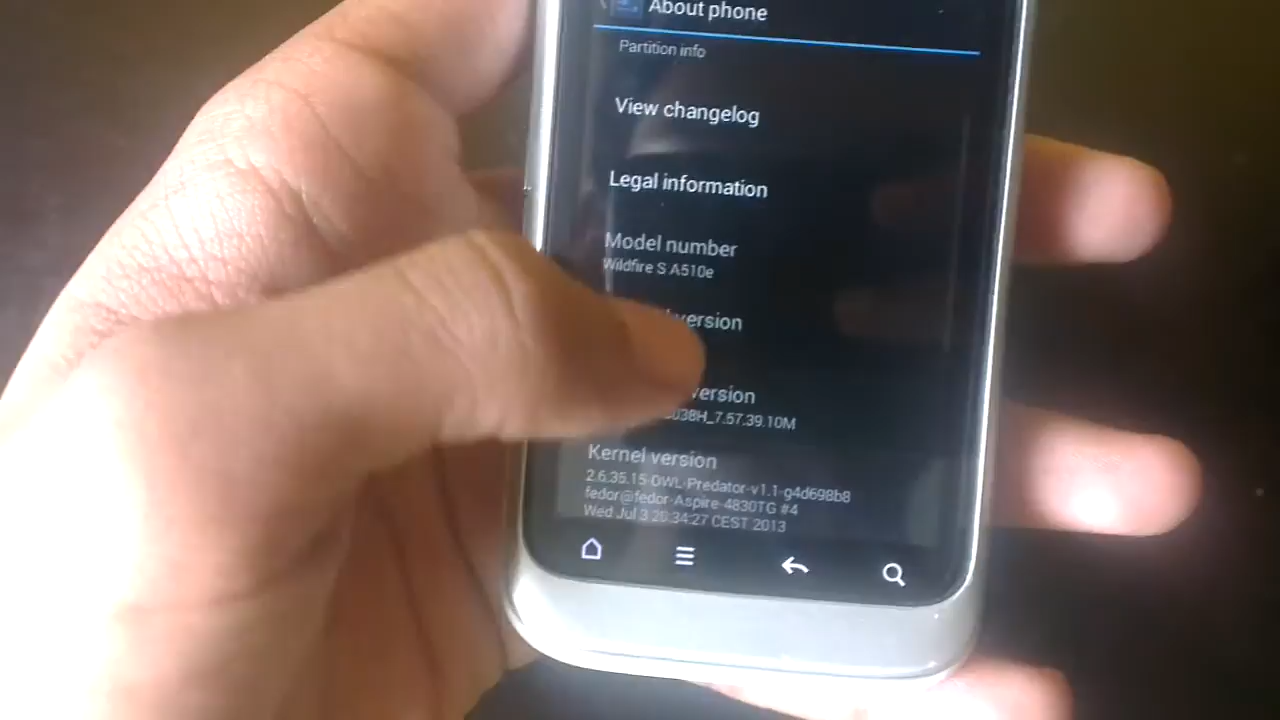 About phone
Partition info
View changelog
Legal information
Model number
Wildfire S A510e
version
version
038H_7.57.39.10M
Kernel version
2.6.35.15-DWL-Predator-v1.1-g4d698b8
fedor@fedor-Aspire-4830TG #4
Wed Jul 3 20:34:27 CEST 2013